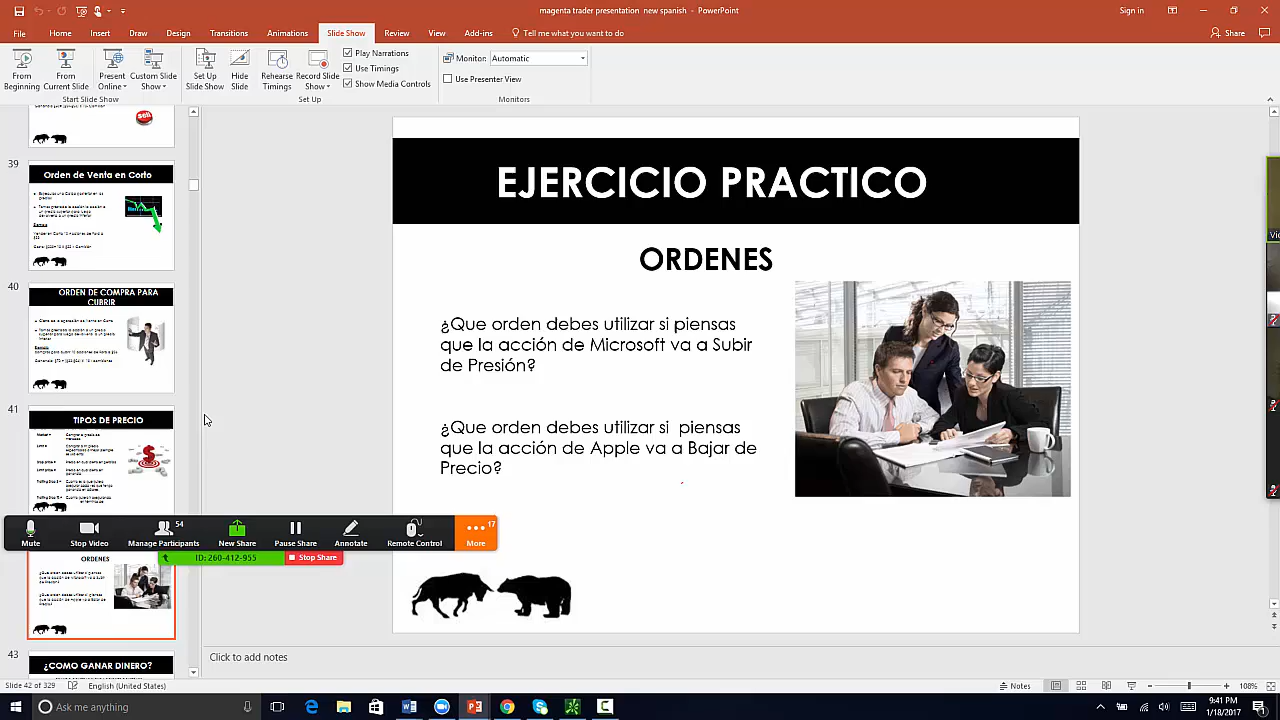 magenta trader presentation new spanish - PowerPoint
Sign in
File Home Insert Draw Design Transitions Animations Slide Show Review View Add-ins Tell me what you want to do
Share
From Beginning
From Current Slide
Present Online
Custom Slide Show
Start Slide Show
Set Up Slide Show
Hide Slide
Rehearse Timings
Record Slide Show
Play Narrations
Use Timings
Show Media Controls
Set Up
Monitor: Automatic
Use Presenter View
Monitors
sell
39
Orden de Venta en Corto
40
ORDEN DE COMPRA PARA
CUBRIR
41
TIPOS DE PRECIO
ORDENES
43
¿COMO GANAR DINERO?
EJERCICIO PRACTICO
ORDENES
¿Que orden debes utilizar si piensas
que la acción de Microsoft va a Subir
de Presión?
¿Que orden debes utilizar si piensas
que la acción de Apple va a Bajar de
Precio?
Mute
Stop Video
54
Manage Participants
New Share
Pause Share
Annotate
Remote Control
17
More
ID: 260-412-955
Stop Share
Click to add notes
Slide 42 of 329
English (United States)
Notes
108%
Ask me anything
9:41 PM
1/18/2017